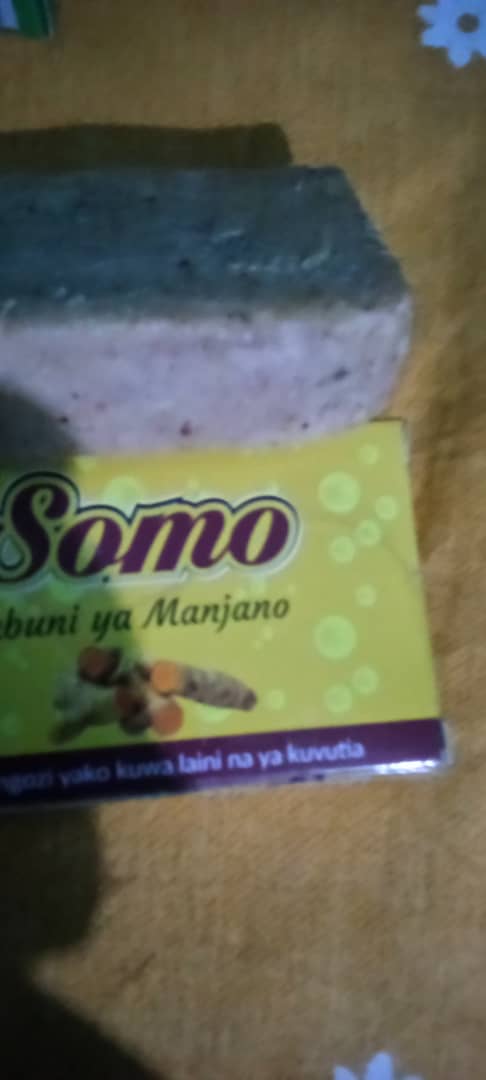 Somo
ya Manjano
yako kuwa laini na ya kuvutia